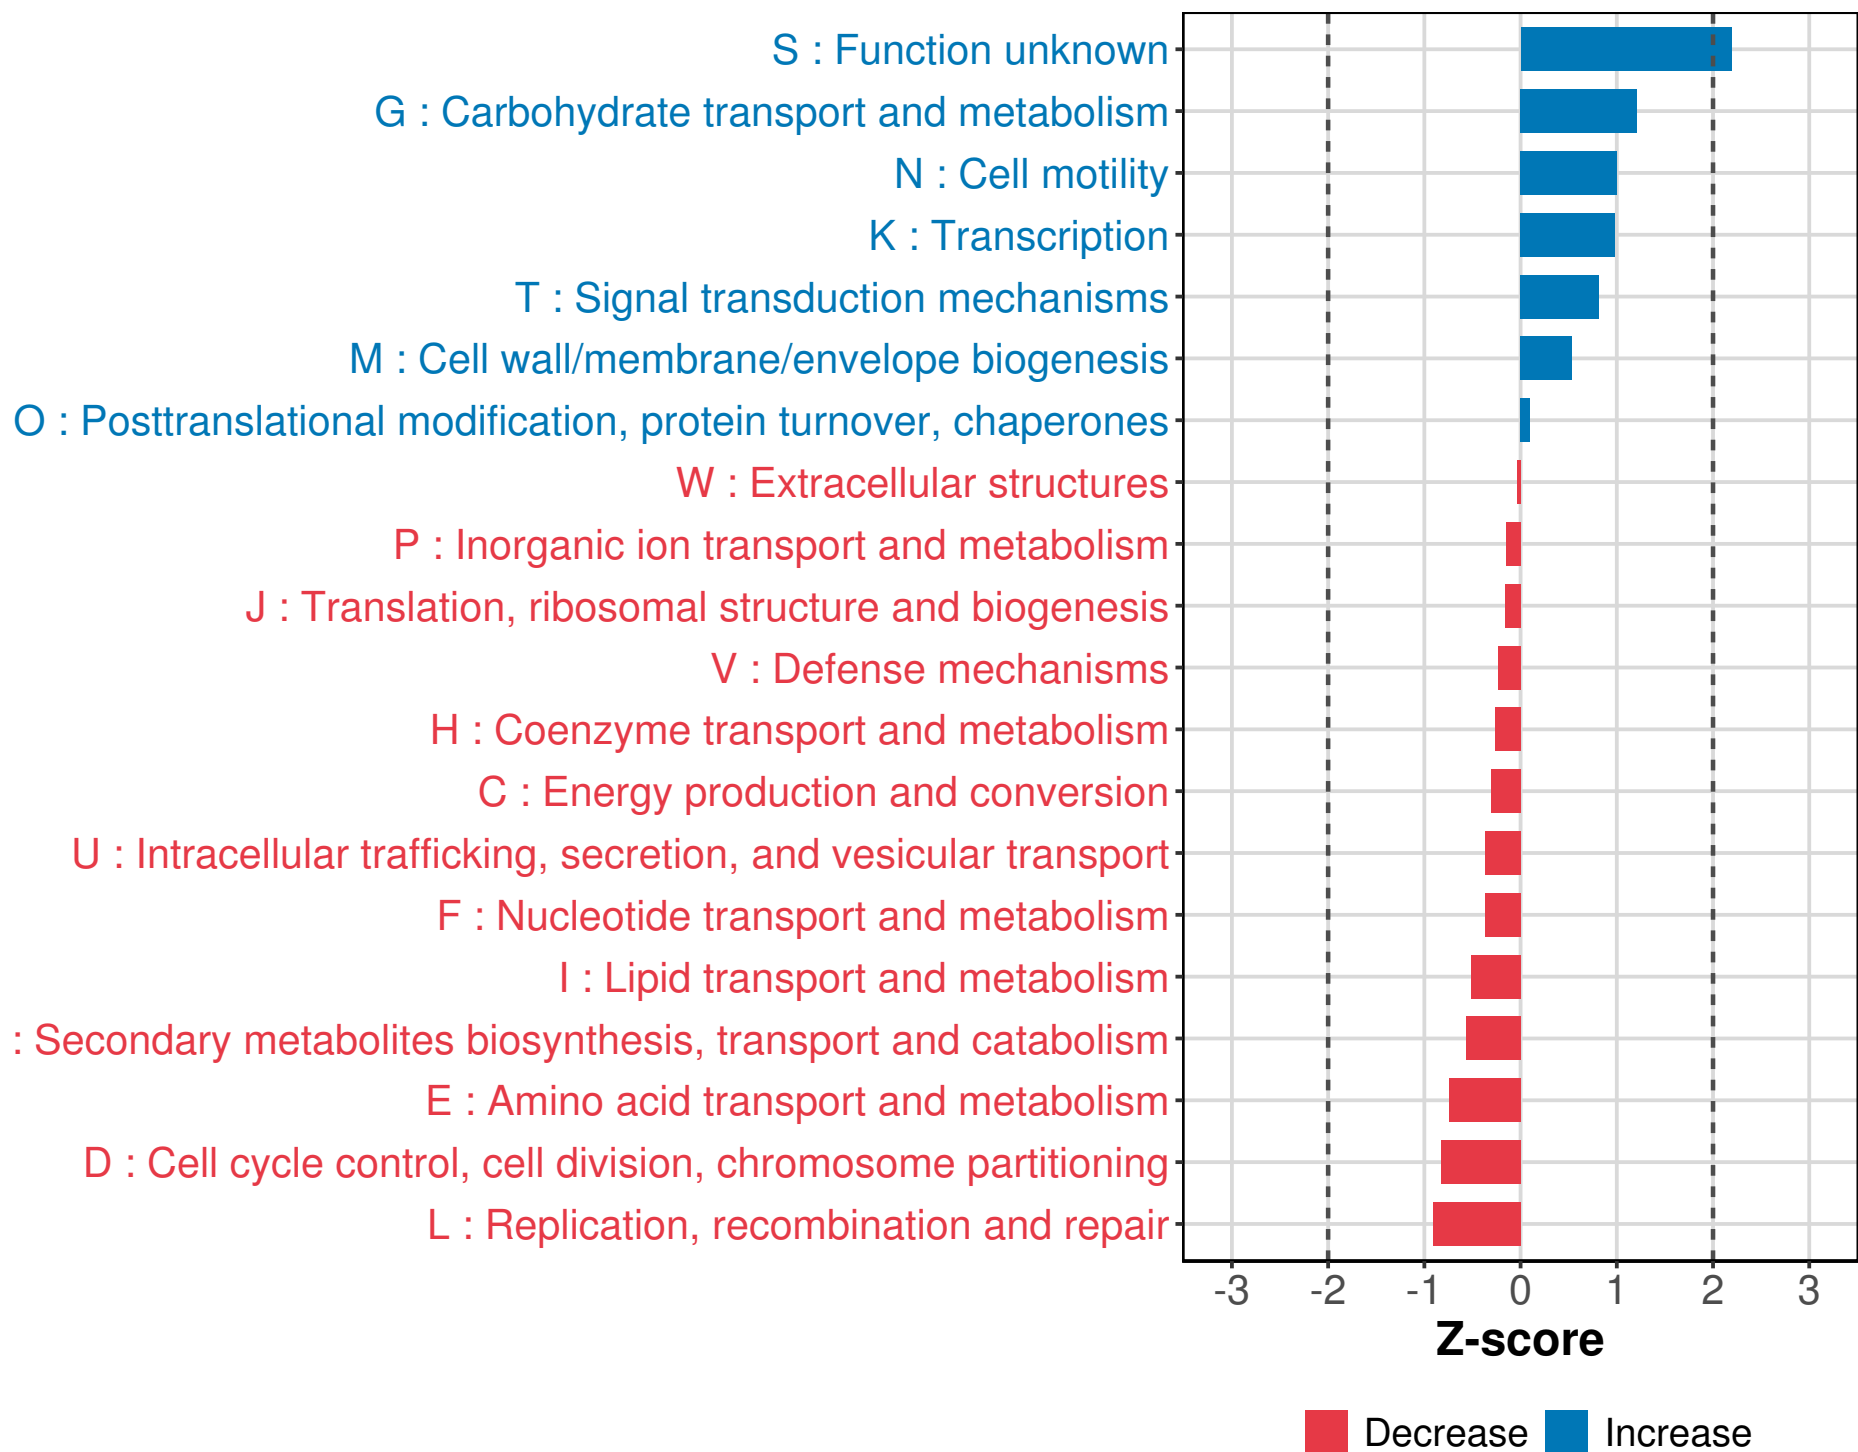 S : Function unknown
G : Carbohydrate transport and metabolism
N : Cell motility
K : Transcription
T : Signal transduction mechanisms
M : Cell wall/membrane/envelope biogenesis
O : Posttranslational modification, protein turnover, chaperones
W : Extracellular structures
P : Inorganic ion transport and metabolism
J : Translation, ribosomal structure and biogenesis
V : Defense mechanisms
H : Coenzyme transport and metabolism
C : Energy production and conversion
U : Intracellular trafficking, secretion, and vesicular transport
F : Nucleotide transport and metabolism
I : Lipid transport and metabolism
: Secondary metabolites biosynthesis, transport and catabolism
E : Amino acid transport and metabolism
D : Cell cycle control, cell division, chromosome partitioning
L : Replication, recombination and repair
-3 -2 -1 0 1 2 3
Z-score
Decrease Increase